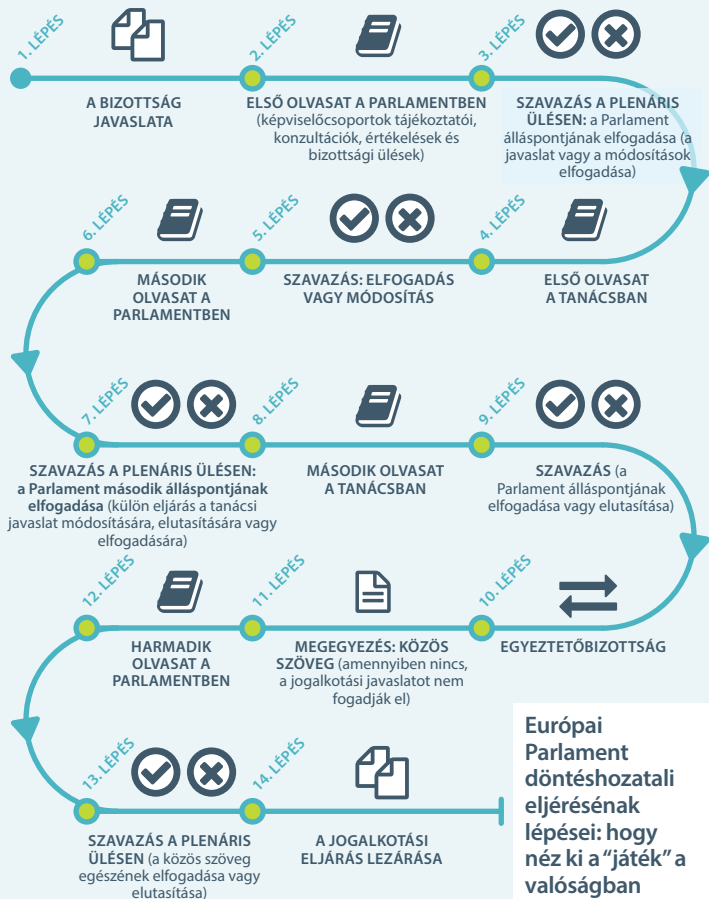 1. LÉPÉS
A BIZOTTSÁG
JAVASLATA
2. LÉPÉS
ELSŐ OLVASAT A PARLAMENTBEN
(képviselőcsoportok tájékoztatói,
konzultációk, értékelések és
bizottsági ülések)
3. LÉPÉS
SZAVAZÁS A PLENÁRIS
ÜLÉSEN: a Parlament
álláspontjának elfogadása (a
javaslat vagy a módosítások
elfogadása)
4. LÉPÉS
ELSŐ OLVASAT
A TANÁCSBAN
5. LÉPÉS
SZAVAZÁS: ELFOGADÁS
VAGY MÓDOSÍTÁS
6. LÉPÉS
MÁSODIK
OLVASAT A
PARLAMENTBEN
7. LÉPÉS
SZAVAZÁS A PLENÁRIS ÜLÉSEN:
a Parlament második álláspontjának
elfogadása (külön eljárás a tanácsi
javaslat módosítására, elutasítására vagy
elfogadására)
8. LÉPÉS
MÁSODIK OLVASAT
A TANÁCSBAN
9. LÉPÉS
SZAVAZÁS (a
Parlament álláspontjának
elfogadása vagy elutasítása)
10. LÉPÉS
EGYEZTETŐBIZOTTSÁG
11. LÉPÉS
MEGEGYEZÉS: KÖZÖS
SZÖVEG (amennyiben nincs,
a jogalkotási javaslatot nem
fogadják el)
12. LÉPÉS
HARMADIK
OLVASAT A
PARLAMENTBEN
13. LÉPÉS
SZAVAZÁS A PLENÁRIS
ÜLÉSEN (a közös szöveg
egészének elfogadása vagy
elutasítása)
14. LÉPÉS
A JOGALKOTÁSI
ELJÁRÁS LEZÁRÁSA
Európai
Parlament
döntéshozatali
eljérésének
lépései: hogy
néz ki a "játék" a
valóságban